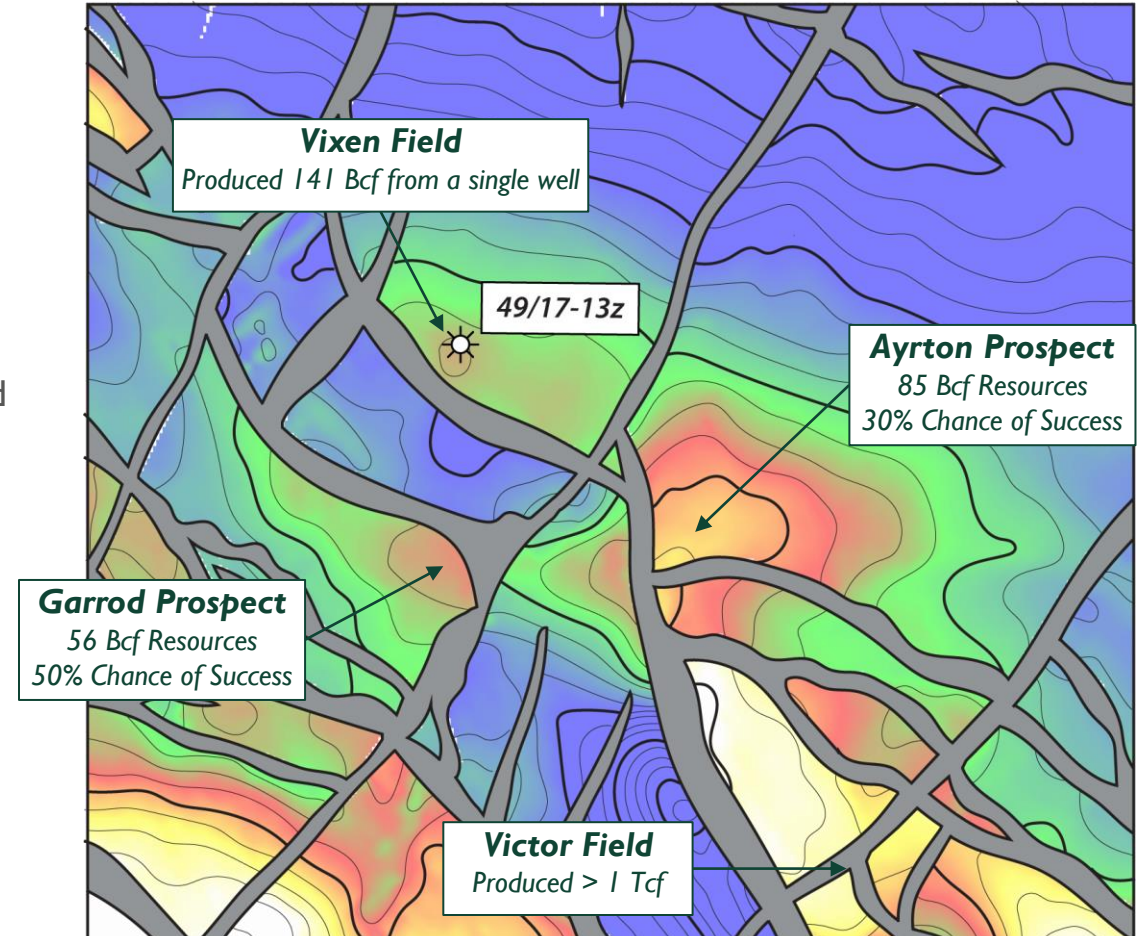 Vixen Field
Produced 141 Bcf from a single well
49/17-13z
Ayrton Prospect
85 Bcf Resources
30% Chance of Success
d
Garrod Prospect
56 Bcf Resources
50% Chance of Success
Victor Field
Produced > 1 Tcf